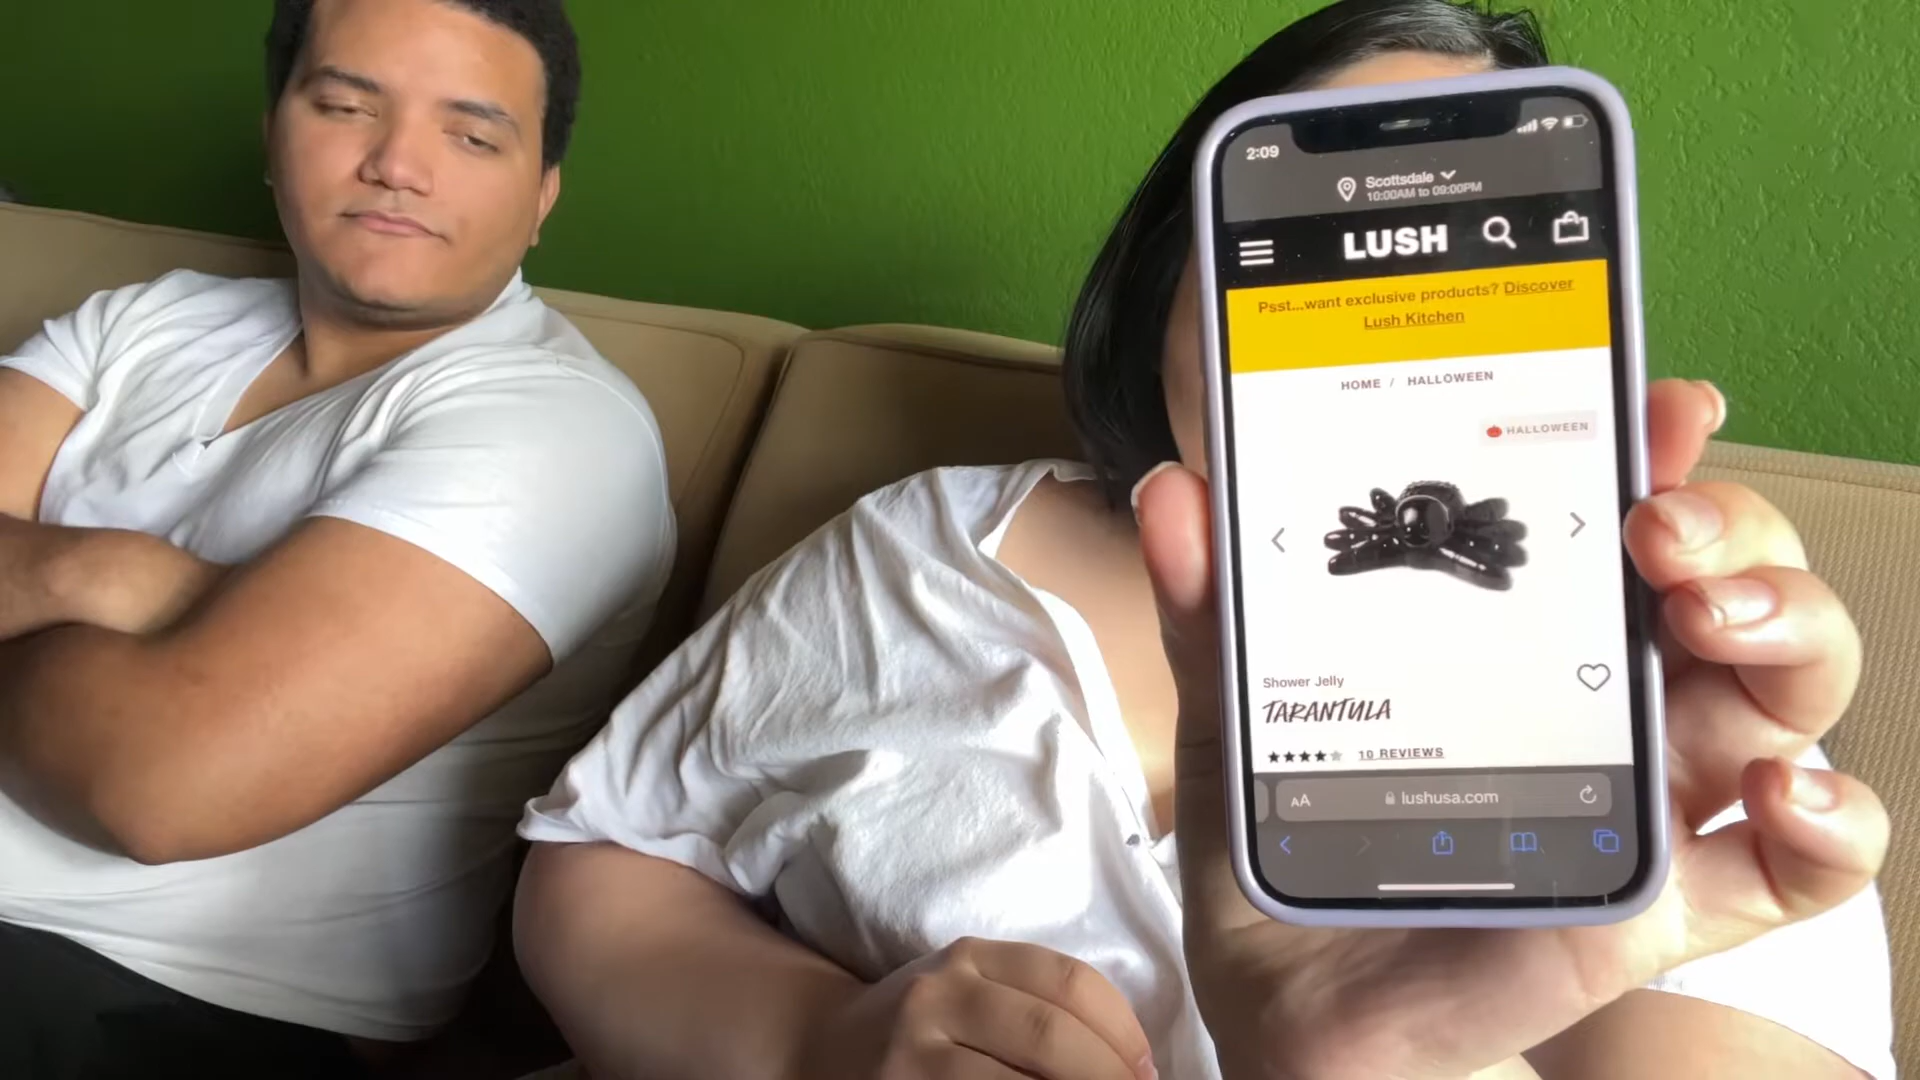 2:09
Scottsdale
10:00AM to 09:00PM
LUSH
Psst...want exclusive products? Discover
Lush Kitchen
HOME / HALLOWEEN
HALLOWEEN
Shower Jelly
TARANTULA
10 REVIEWS
AA lushusa.com